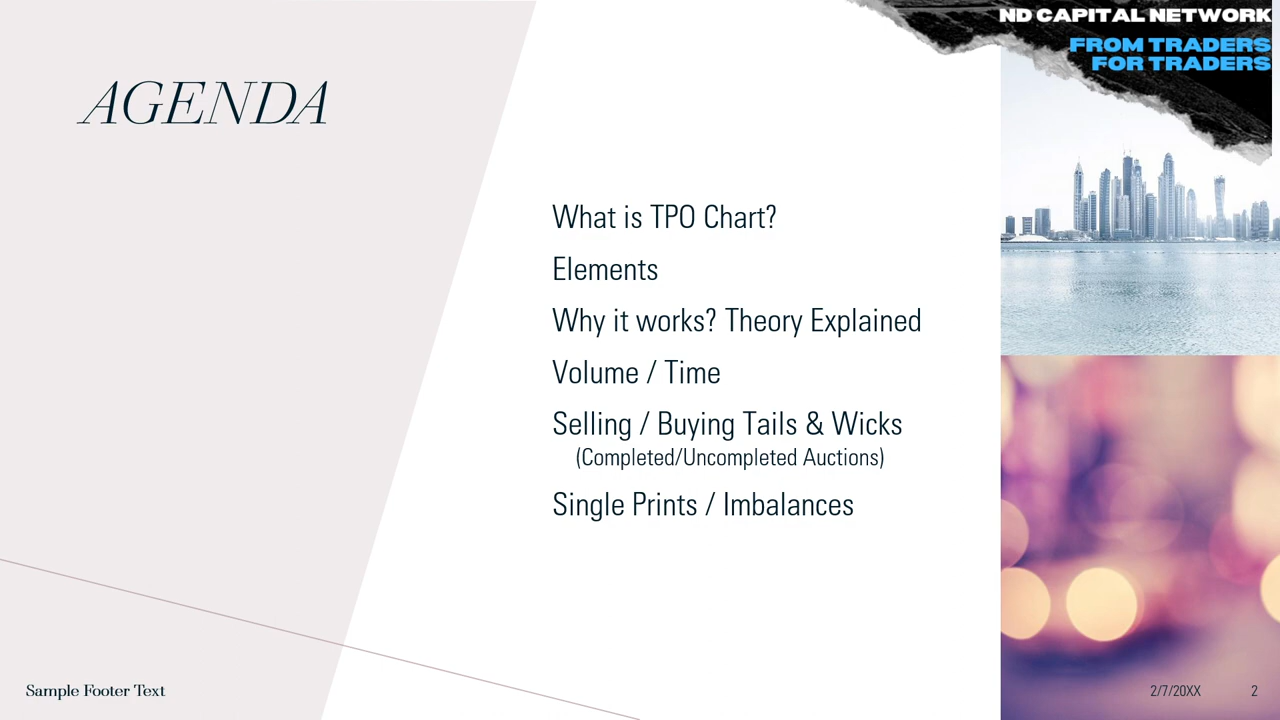 ND CAPITAL NETWORK
FROM TRADERS
FOR TRADERS
AGENDA
What is TPO Chart?
Elements
Why it works? Theory Explained
Volume / Time
Selling / Buying Tails & Wicks
(Completed/Uncompleted Auctions)
Single Prints / Imbalances
Sample Footer Text
2/7/20XX
2